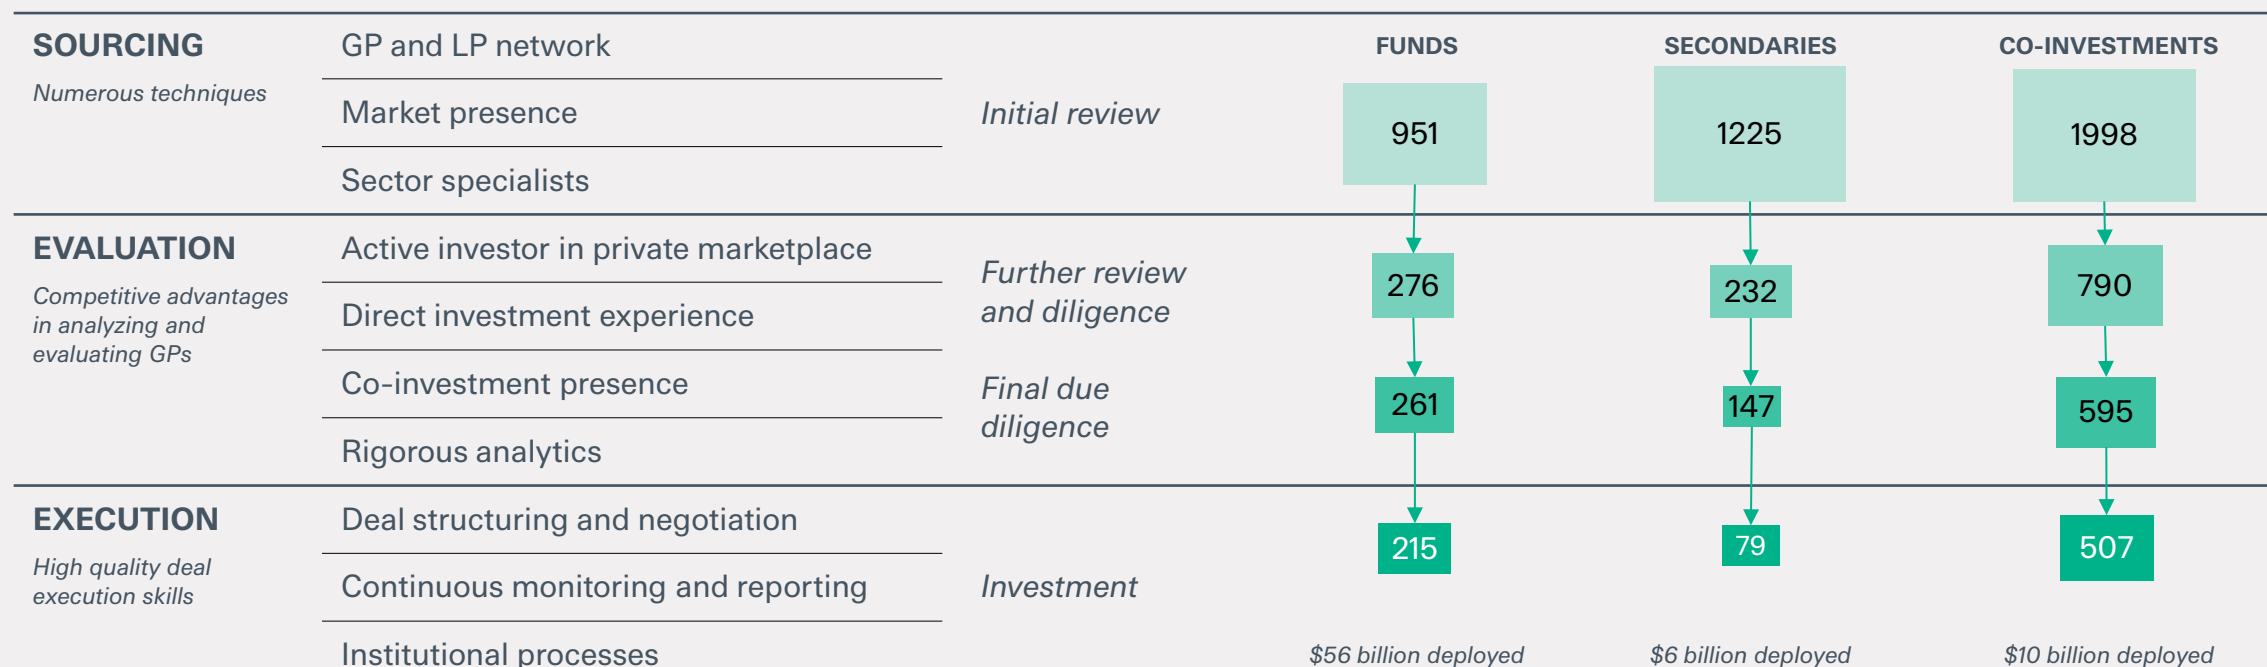 SOURCING
Numerous techniques
GP and LP network
Market presence
Sector specialists
Initial review
FUNDS
SECONDARIES
CO-INVESTMENTS
951
1225
1998
EVALUATION
Competitive advantages
in analyzing and
evaluating GPs
Active investor in private marketplace
Direct investment experience
Co-investment presence
Rigorous analytics
Further review
and diligence
276
232
790
Final due
diligence
261
147
595
EXECUTION
High quality deal
execution skills
Deal structuring and negotiation
Continuous monitoring and reporting
Institutional processes
Investment
215
79
507
$56 billion deployed
$6 billion deployed
$10 billion deployed